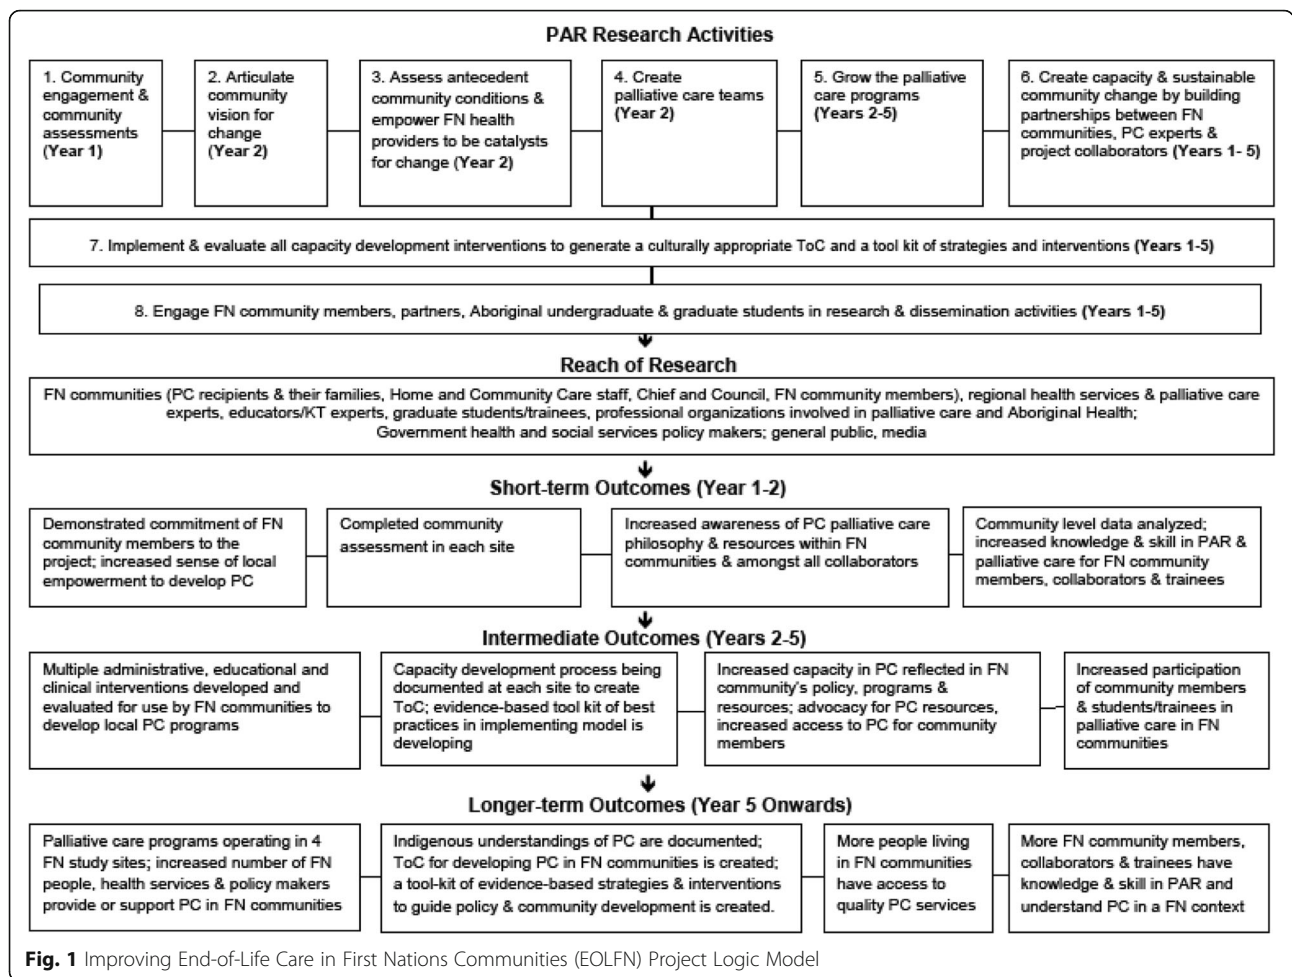 PAR Research Activities
1. Community
engagement &
community
assessments
(Year 1)
2. Articulate
community
vision for
change
(Year 2)
3. Assess antecedent
community conditions &
empower FN health
providers to be catalysts
for change (Year 2)
4. Create
palliative care teams
(Year 2)
5. Grow the palliative
care programs
(Years 2-5)
6. Create capacity & sustainable
community change by building
partnerships between FN
communities, PC experts &
project collaborators (Years 1- 5)
7. Implement & evaluate all capacity development interventions to generate a culturally appropriate ToC and a tool kit of strategies and interventions (Years 1-5)
8. Engage FN community members, partners, Aboriginal undergraduate & graduate students in research & dissemination activities (Years 1-5)
Reach of Research
FN communities (PC recipients & their families, Home and Community Care staff, Chief and Council, FN community members), regional health services & palliative care
experts, educators/KT experts, graduate students/trainees, professional organizations involved in palliative care and Aboriginal Health;
Government health and social services policy makers; general public, media
Short-term Outcomes (Year 1-2)
Demonstrated commitment of FN
community members to the
project; increased sense of local
empowerment to develop PC
Completed community
assessment in each site
Increased awareness of PC palliative care
philosophy & resources within FN
communities & amongst all collaborators
Community level data analyzed;
increased knowledge & skill in PAR &
palliative care for FN community
members, collaborators & trainees
Intermediate Outcomes (Years 2-5)
Multiple administrative, educational and
clinical interventions developed and
evaluated for use by FN communities to
develop local PC programs
Capacity development process being
documented at each site to create
ToC; evidence-based tool kit of best
practices in implementing model is
developing
Increased capacity in PC reflected in FN
community's policy, programs &
resources; advocacy for PC resources,
increased access to PC for community
members
Increased participation
of community members
& students/trainees in
palliative care in FN
communities
Longer-term Outcomes (Year 5 Onwards)
Palliative care programs operating in 4
FN study sites; increased number of FN
people, health services & policy makers
provide or support PC in FN communities
Indigenous understandings of PC are documented;
ToC for developing PC in FN communities is created;
a tool-kit of evidence-based strategies & interventions
to guide policy & community development is created.
More people living
in FN communities
have access to
quality PC services
More FN community members,
collaborators & trainees have
knowledge & skill in PAR and
understand PC in a FN context
Fig. 1 Improving End-of-Life Care in First Nations Communities (EOLFN) Project Logic Model